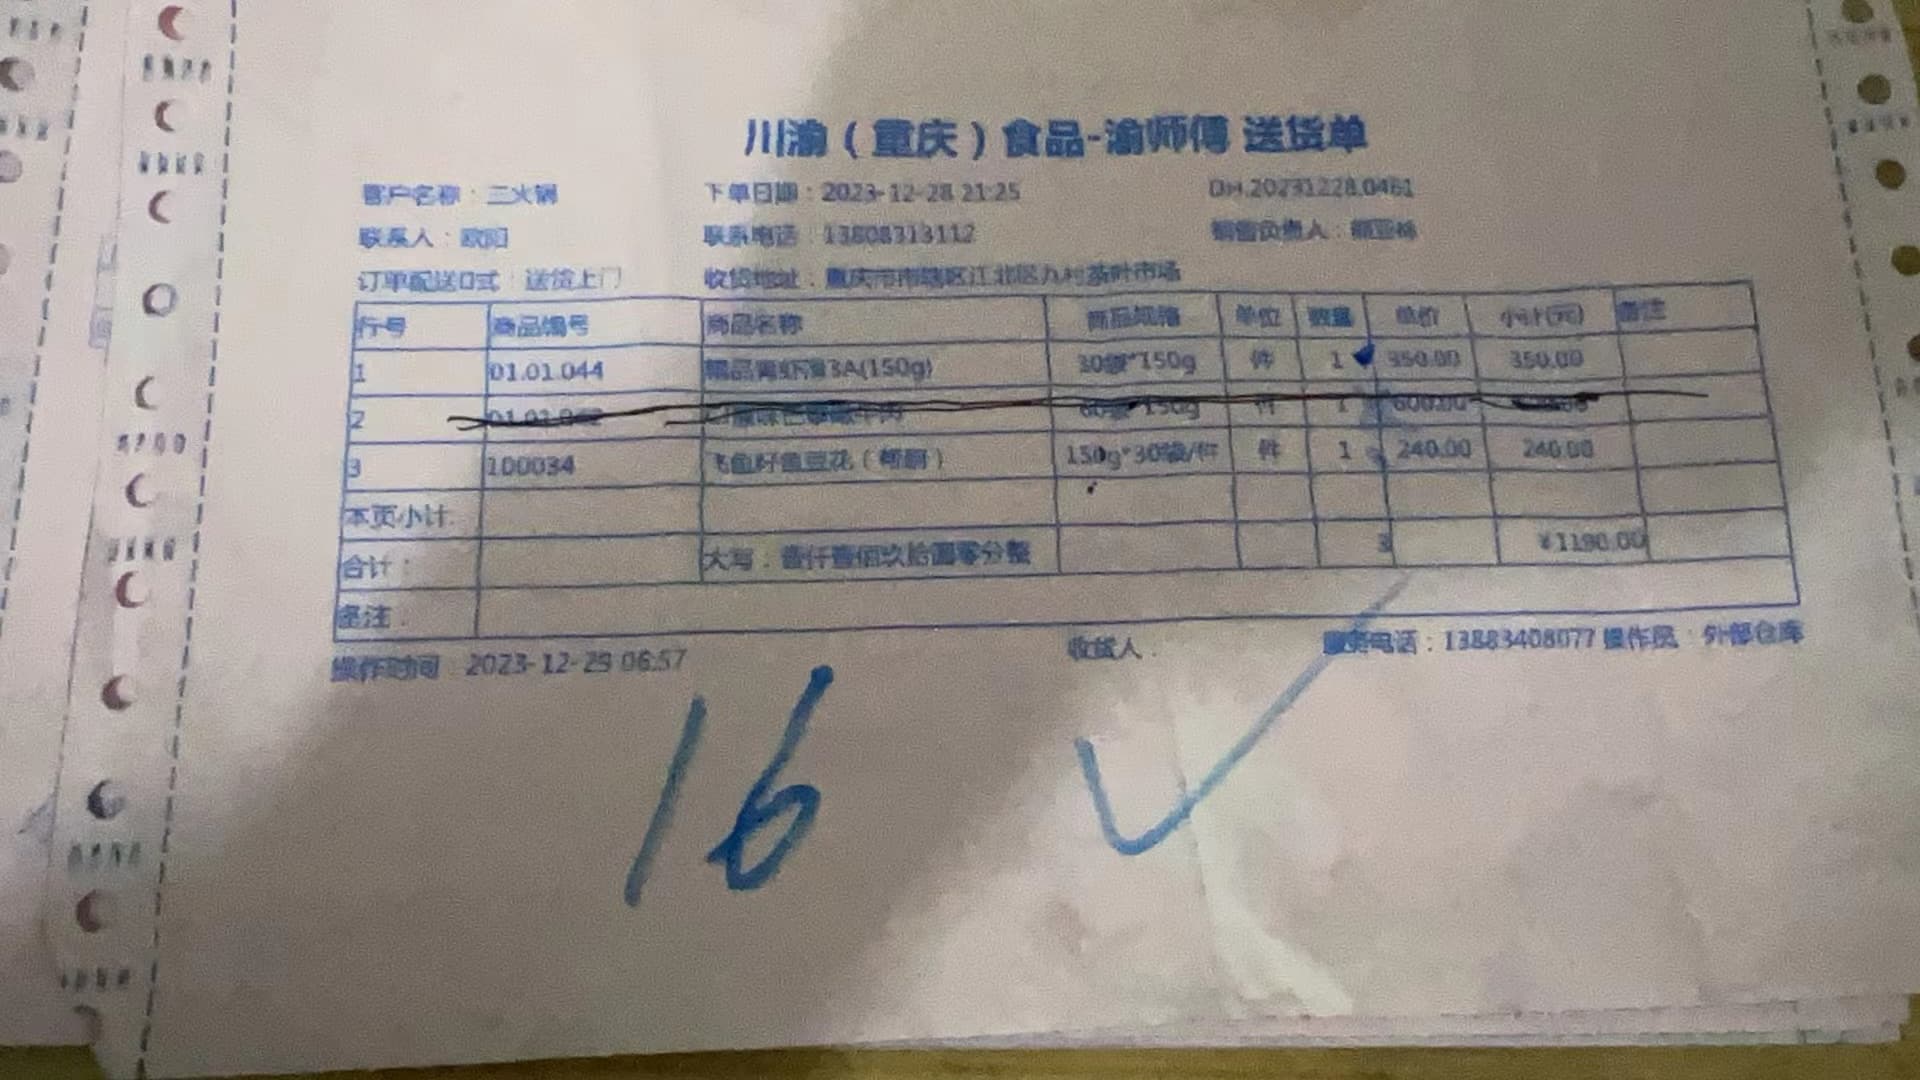 川渝（重庆）食品-渝师傅 送货单
客户名称：二火锅 下单日期：2023-12-28 21:25 DH.20231228.0461
联系人：欧阳 联系电话：13808313112 销售负责人：
订单配送方式：送货上门 收货地址：重庆市市辖区江北区九村茶叶市场
行号 商品编号 商品名称 商品规格 单位 数量 单价 小计(元) 备注
1 01.01.044 精品青虾滑3A(150g) 30袋*150g 件 1 350.00 350.00
2 件 1 600.00
3 100034 飞鱼籽鱼豆花（ ） 150g*30袋/件 件 1 240.00 240.00
本页小计:
合计： 大写：壹仟壹佰玖拾圆零分整 3 ¥1190.00
备注：
操作时间 2023-12-29 06:57 收货人： 服务电话：13883408077 操作员：外部仓库
16